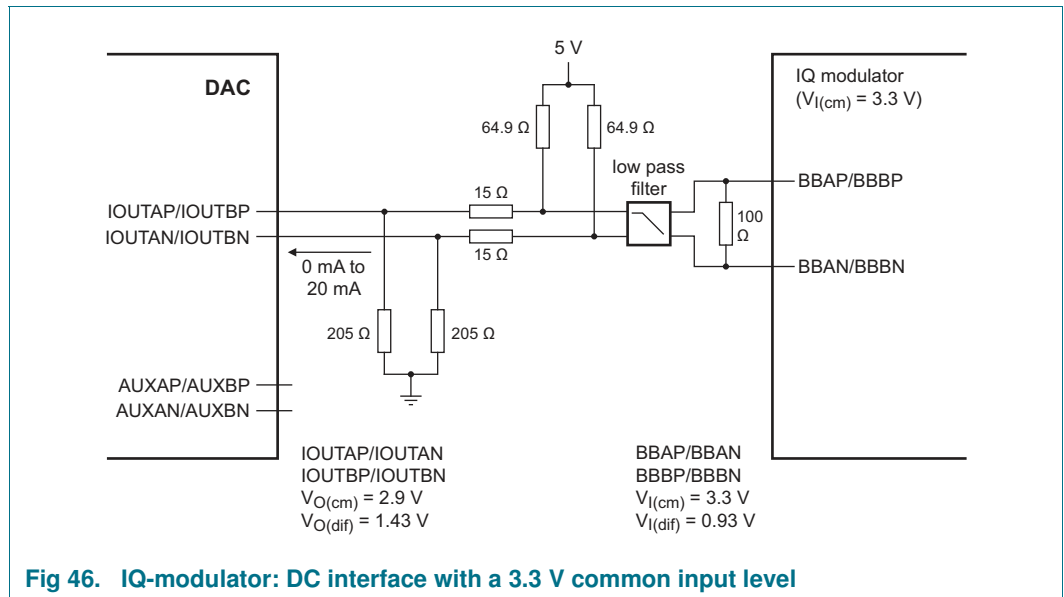 5 V
DAC
IQ modulator
(VI(cm) = 3.3 V)
64.9 Ω
64.9 Ω
low pass
filter
15 Ω
BBAP/BBBP
IOUTAP/IOUTBP
100
Ω
IOUTAN/IOUTBN
15 Ω
BBAN/BBBN
0 mA to
20 mA
205 Ω
205 Ω
AUXAP/AUXBP
AUXAN/AUXBN
IOUTAP/IOUTAN
IOUTBP/IOUTBN
VO(cm) = 2.9 V
VO(dif) = 1.43 V
BBAP/BBAN
BBBP/BBBN
VI(cm) = 3.3 V
VI(dif) = 0.93 V
Fig 46. IQ-modulator: DC interface with a 3.3 V common input level